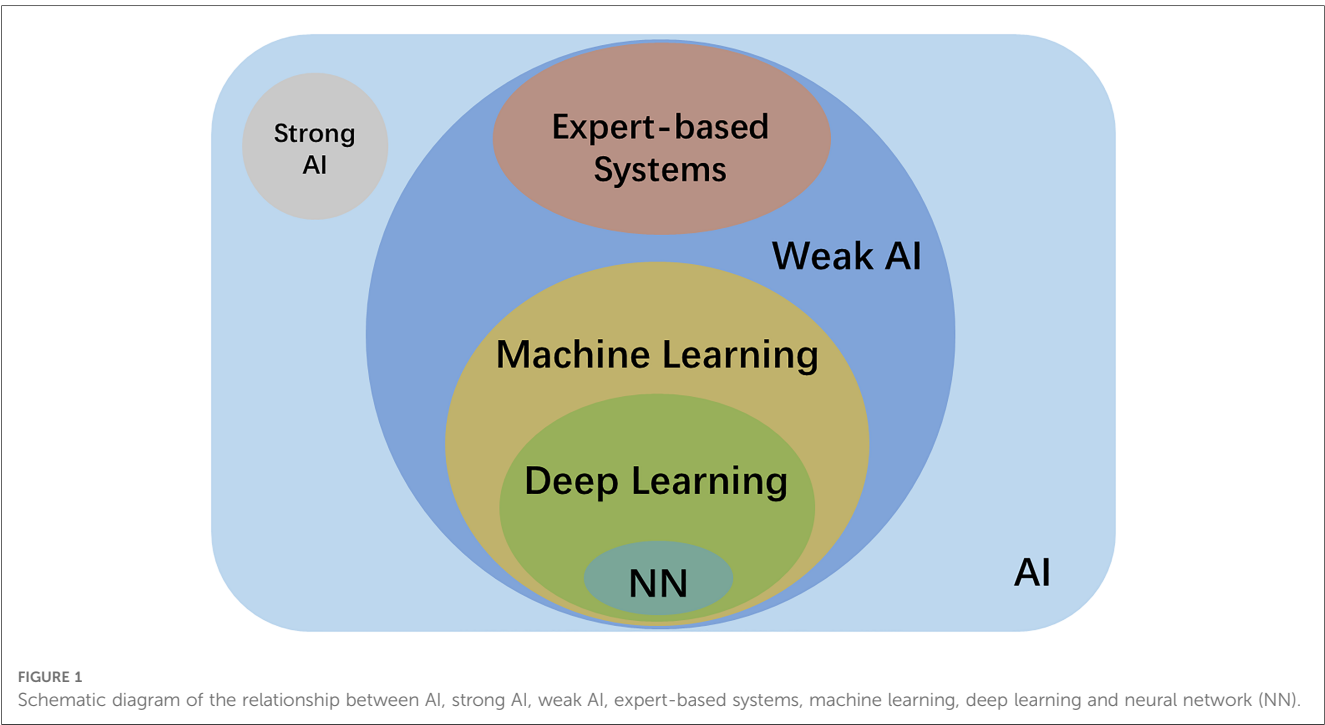 Strong
AI
Expert-based
Systems
Weak AI
Machine Learning
Deep Learning
NN
AI
FIGURE 1
Schematic diagram of the relationship between AI, strong AI, weak AI, expert-based systems, machine learning, deep learning and neural network (NN).